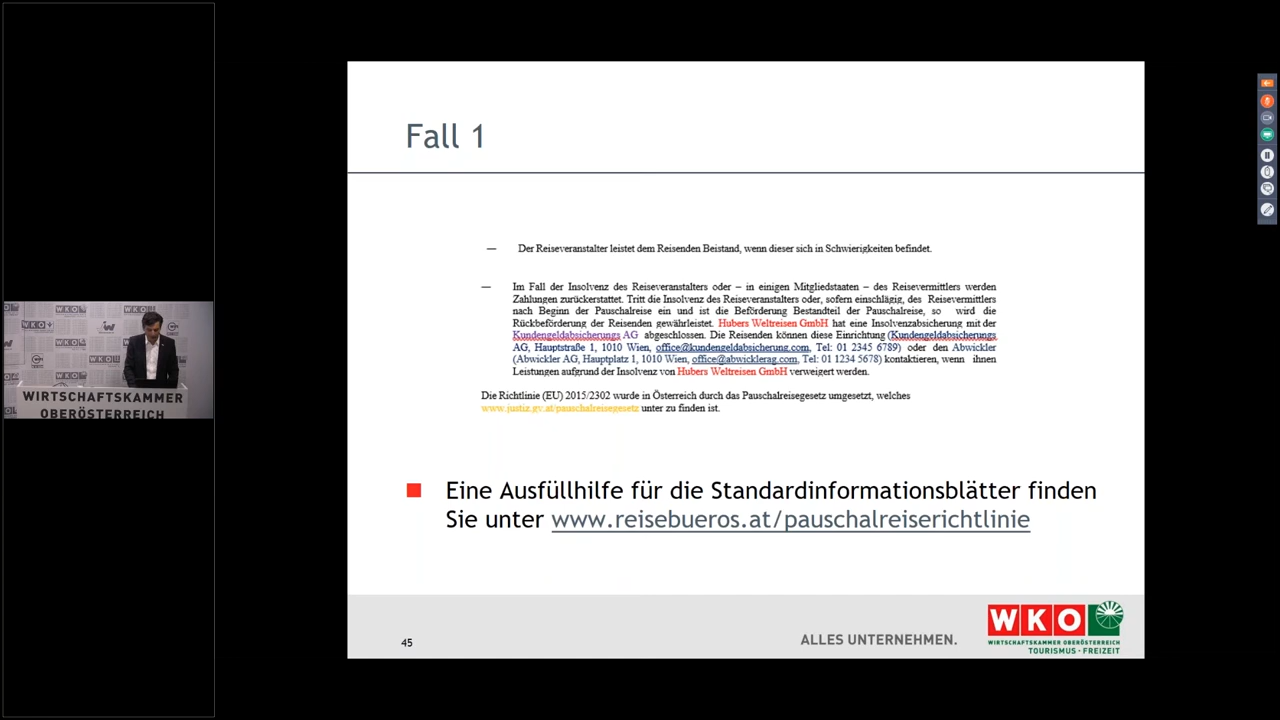 Fall 1
— Der Reiseveranstalter leistet dem Reisenden Beistand, wenn dieser sich in Schwierigkeiten befindet.
— Im Fall der Insolvenz des Reiseveranstalters oder – in einigen Mitgliedstaaten – des Reisevermittlers werden
Zahlungen zurückerstattet. Tritt die Insolvenz des Reiseveranstalters oder, sofern einschlägig, des Reisevermittlers
nach Beginn der Pauschalreise ein und ist die Beförderung Bestandteil der Pauschalreise, so wird die
Rückbeförderung der Reisenden gewährleistet. Hubers Weltreisen GmbH hat eine Insolvenzabsicherung mit der
Kundengeldabsicherungs AG abgeschlossen. Die Reisenden können diese Einrichtung (Kundengeldabsicherungs
AG, Hauptstraße 1, 1010 Wien, office@kundengeldabsicherung.com, Tel: 01 2345 6789) oder den Abwickler
(Abwickler AG, Hauptplatz 1, 1010 Wien, office@abwicklerag.com, Tel: 01 1234 5678) kontaktieren, wenn ihnen
Leistungen aufgrund der Insolvenz von Hubers Weltreisen GmbH verweigert werden.
Die Richtlinie (EU) 2015/2302 wurde in Österreich durch das Pauschalreisegesetz umgesetzt, welches
www.justiz.gv.at/pauschalreisegesetz unter zu finden ist.
Eine Ausfüllhilfe für die Standardinformationsblätter finden
Sie unter www.reisebueros.at/pauschalreiserichtlinie
45
ALLES UNTERNEHMEN.
WKO
WIRTSCHAFTSKAMMER OBERÖSTERREICH
TOURISMUS · FREIZEIT
WKO
WIRTSCHAFTSKAMMER
OBERÖSTERREICH